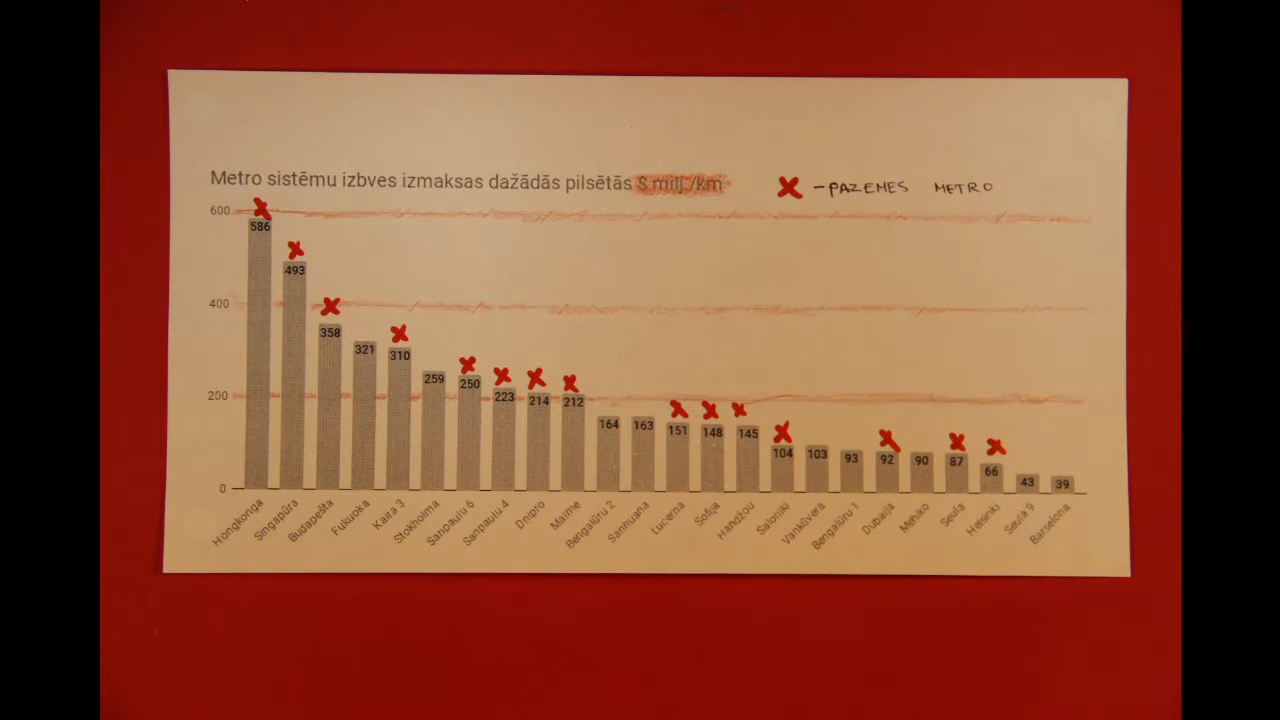 Metro sistēmu izbves izmaksas dažādās pilsētās $ milj./km
- PAZEMES METRO
600
400
200
0
586
493
358
321
310
259
250
223
214
212
164
163
151
148
145
104
103
93
92
90
87
66
43
39
Hongkonga
Singapūra
Budapešta
Fukuoka
Kaira 3
Stokholma
Sanpaulu 6
Sanpaulu 4
Dnipro
Maime
Bengalūru 2
Sanhuana
Lucerna
Sofija
Handžou
Saloniki
Vankūvera
Bengalūru 1
Dubaija
Mehiko
Seula
Helsinki
Seula 9
Barselona